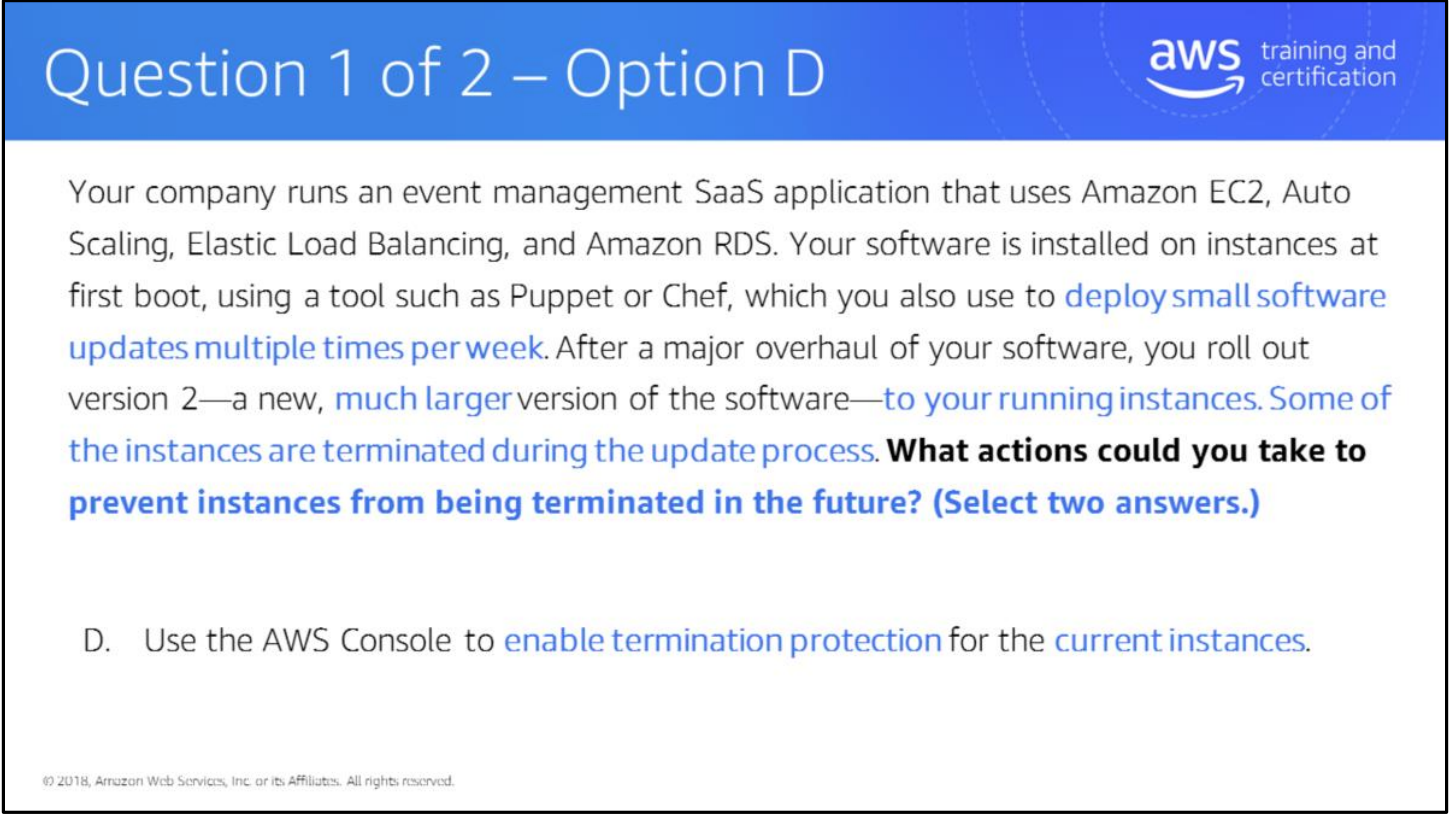 Question 1 of 2 – Option D
aws training and
certification
Your company runs an event management SaaS application that uses Amazon EC2, Auto
Scaling, Elastic Load Balancing, and Amazon RDS. Your software is installed on instances at
first boot, using a tool such as Puppet or Chef, which you also use to deploy small software
updates multiple times per week. After a major overhaul of your software, you roll out
version 2—a new, much larger version of the software—to your running instances. Some of
the instances are terminated during the update process. What actions could you take to
prevent instances from being terminated in the future? (Select two answers.)
D. Use the AWS Console to enable termination protection for the current instances.
© 2018, Amazon Web Services, Inc. or its Affiliates. All rights reserved.